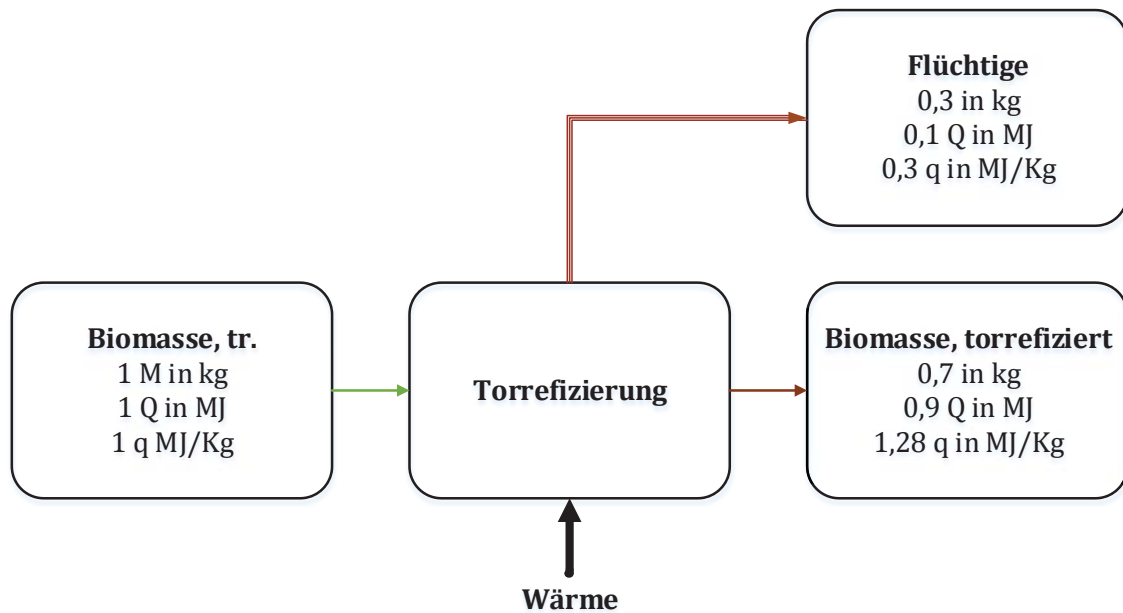 Flüchtige
0,3 in kg
0,1 Q in MJ
0,3 q in MJ/Kg
Biomasse, tr.
1 M in kg
1 Q in MJ
1 q MJ/Kg
Torrefizierung
Biomasse, torrefiziert
0,7 in kg
0,9 Q in MJ
1,28 q in MJ/Kg
Wärme